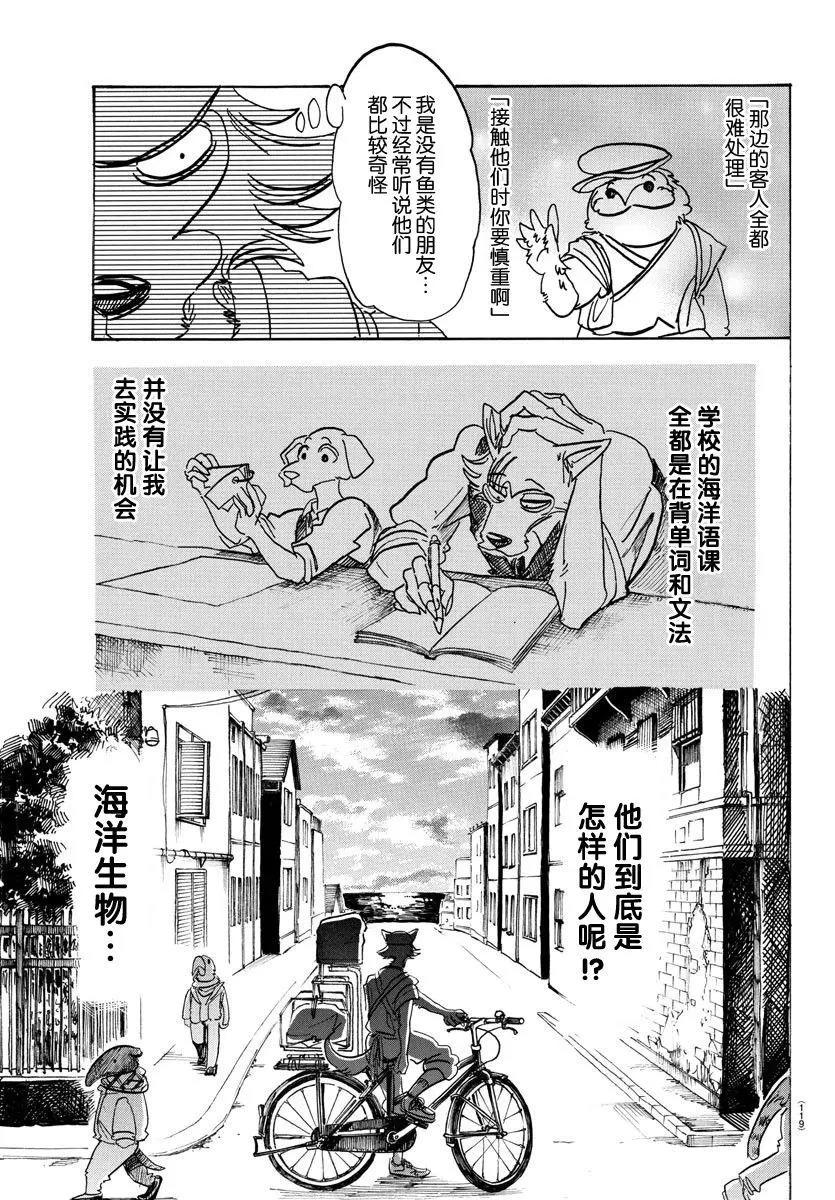 「那边的客人全都
很难处理」
「接触他们时你要慎重啊」
我是没有鱼类的朋友…
不过经常听说他们
都比较奇怪
学校的海洋语课
全都是在背单词和文法
并没有让我
去实践的机会
他们到底是
怎样的人呢!?
海洋生物…
(119)